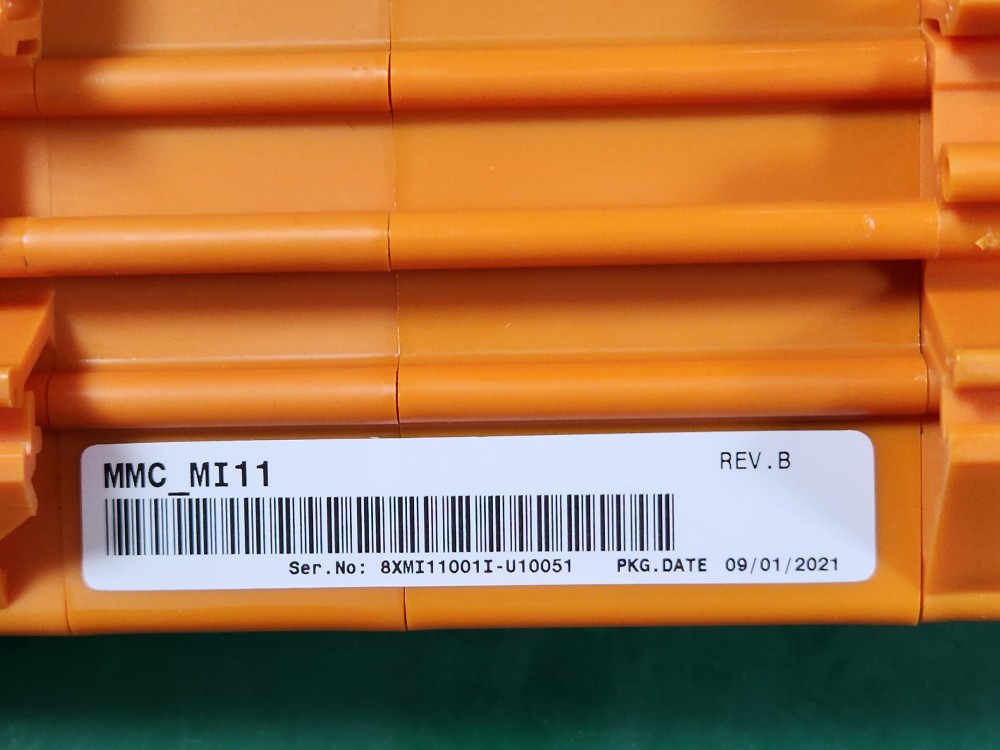 MMC_MI11 REV.B
Ser.No: 8XMI11001I-U10051 PKG.DATE 09/01/2021